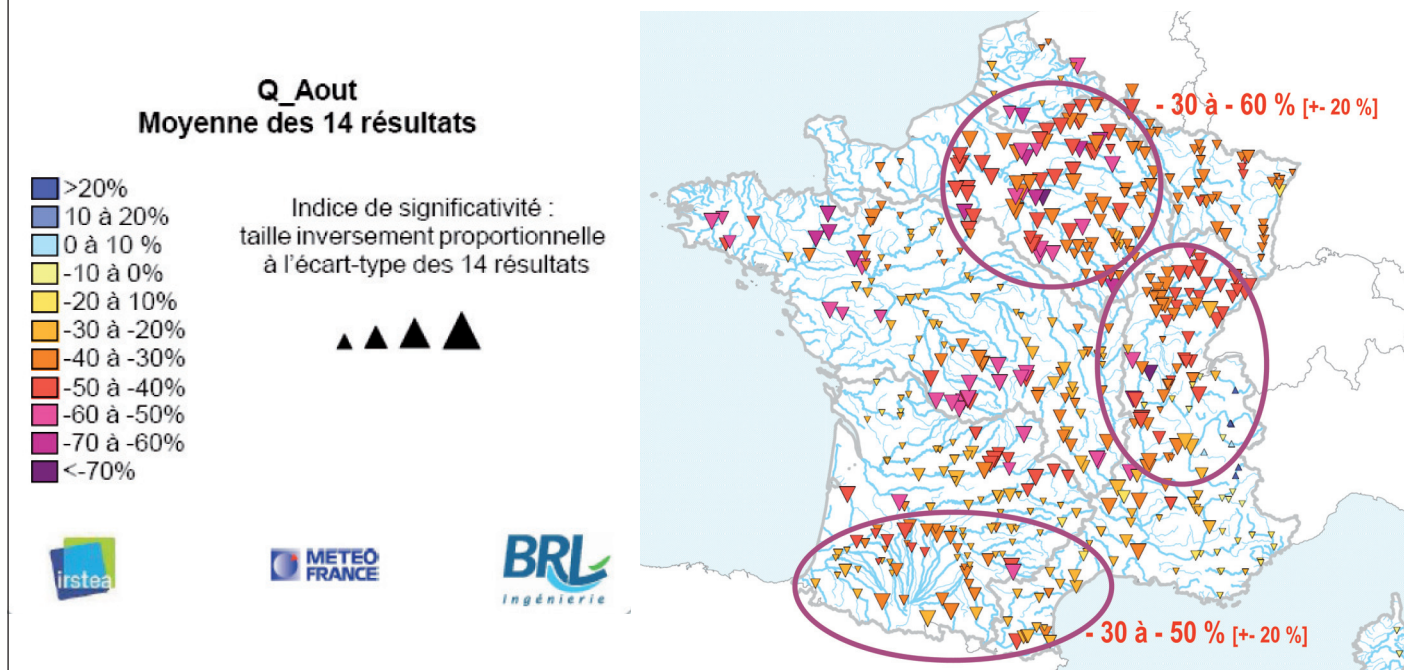 Q_Aout
Moyenne des 14 résultats
>20%
10 à 20%
0 à 10 %
-10 à 0%
-20 à 10%
-30 à -20%
-40 à -30%
-50 à -40%
-60 à -50%
-70 à -60%
<-70%
Indice de significativité :
taille inversement proportionnelle
à l'écart-type des 14 résultats
irstea
METEO
FRANCE
BRL
Ingénierie
- 30 à - 60 % [+- 20 %]
- 30 à - 50 % [+- 20 %]